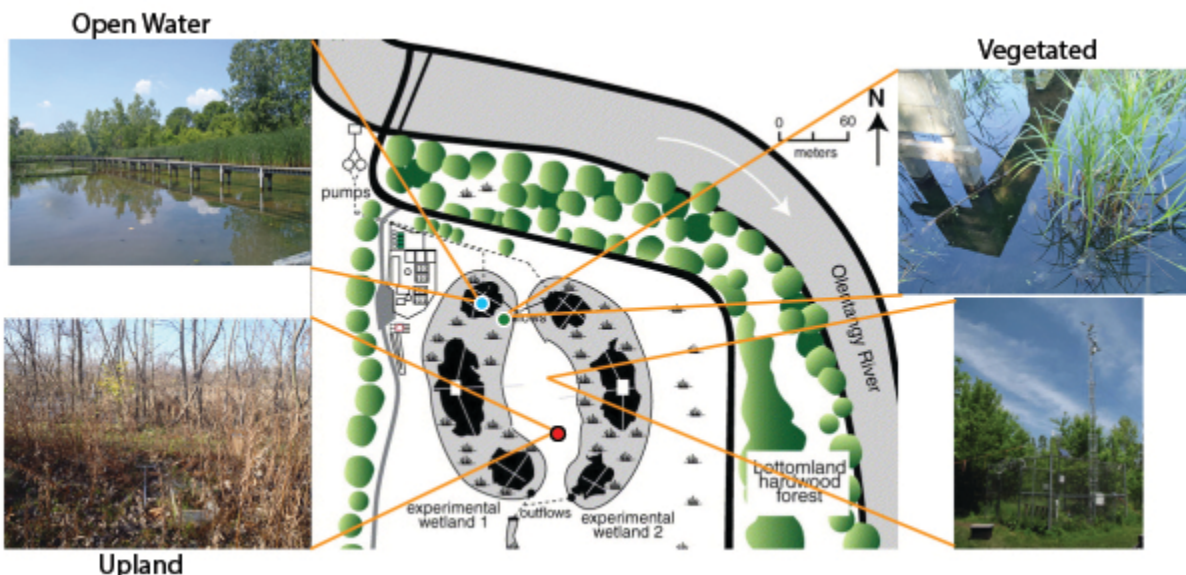 Open Water
Vegetated
N
0 60
meters
pumps
Olentangy River
bottomland
hardwood
forest
experimental
wetland 1
outflows
experimental
wetland 2
Upland